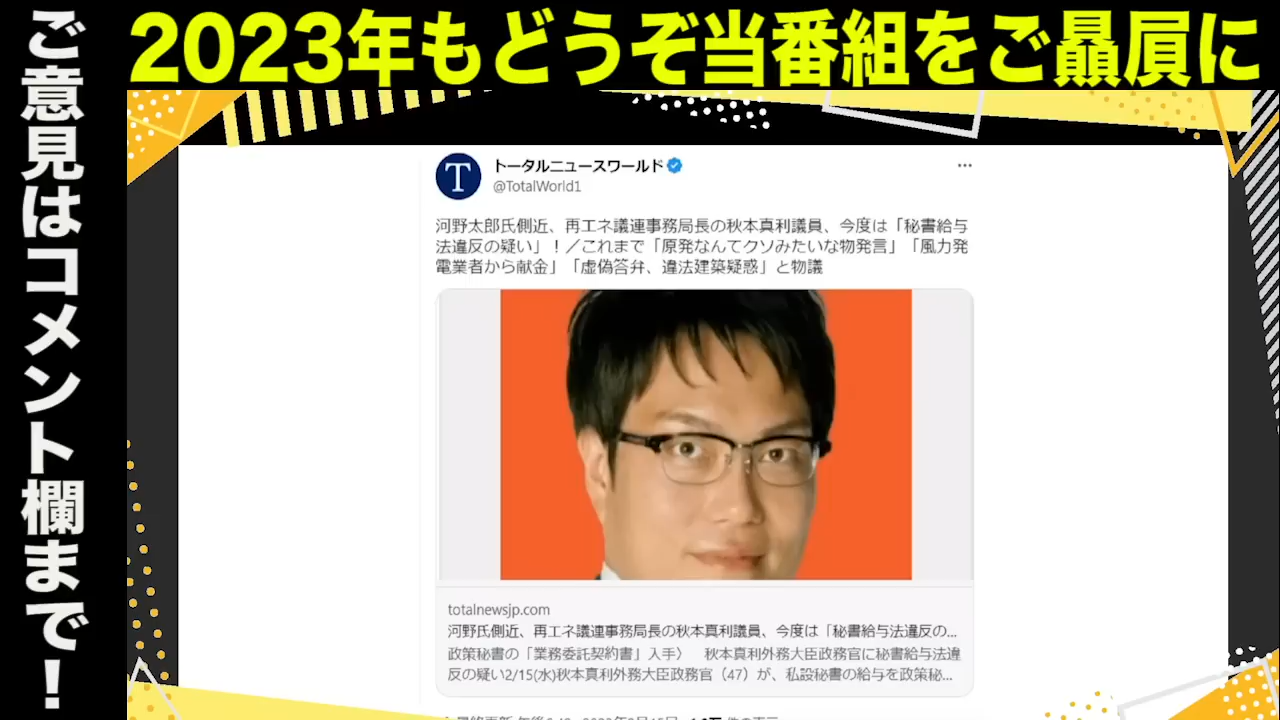 2023年もどうぞ当番組をご贔屓に
ご意見はコメント欄まで！
トータルニュースワールド
@TotalWorld1
河野太郎氏側近、再エネ議連事務局長の秋本真利議員、今度は「秘書給与
法違反の疑い」！／これまで「原発なんてクソみたいな物発言」「風力発
電業者から献金」「虚偽答弁、違法建築疑惑」と物議
T
totalnewsjp.com
河野氏側近、再エネ議連事務局長の秋本真利議員、今度は「秘書給与法違反の...
政策秘書の「業務委託契約書」入手〉　秋本真利外務大臣政務官に秘書給与法違
反の疑い2/15(水)秋本真利外務大臣政務官（47）が、私設秘書の給与を政策秘...